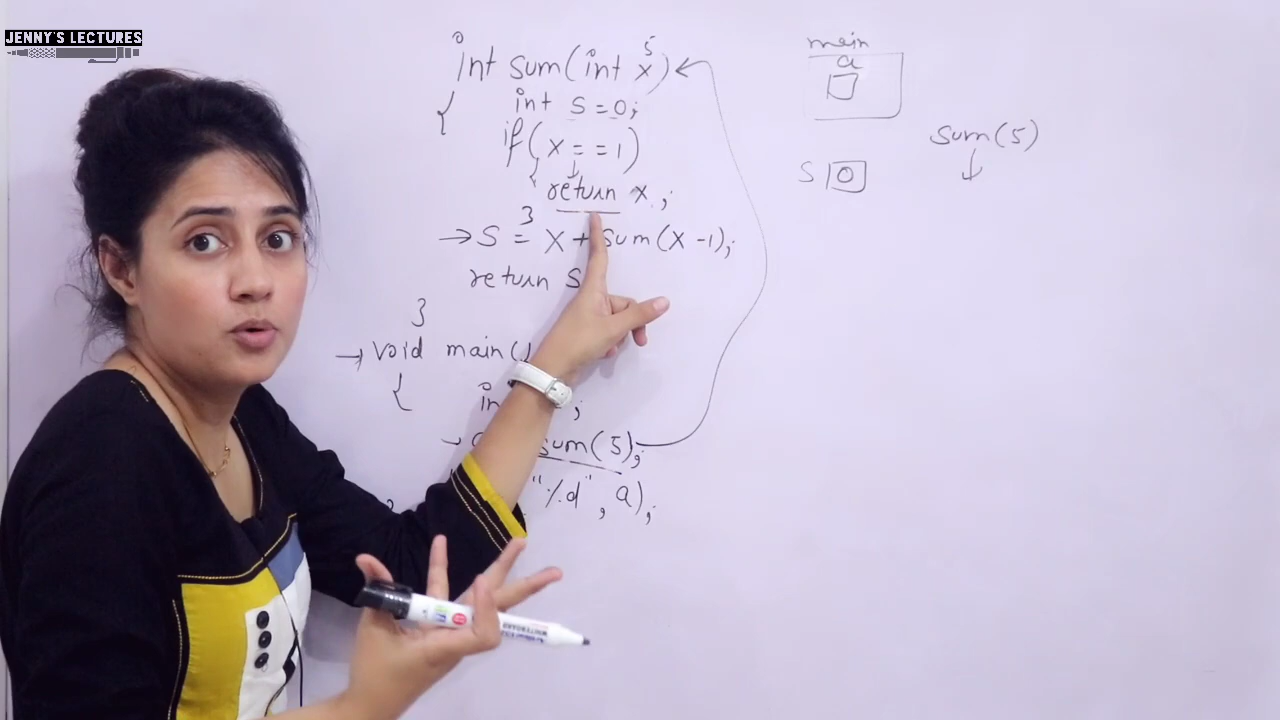 JENNY'S LECTURES
5
int sum(int x)
{ int S=0;
if(x==1)
{ return x;
}
→ S = x + sum(x-1);
return S
}
→ void main(
{
;
→ sum(5);
"%d", a);
main
a
S 0
sum(5)
↓